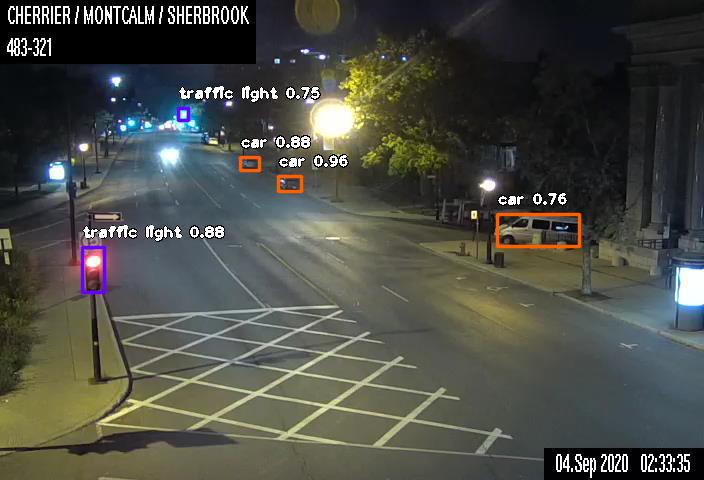 CHERRIER / MONTCALM / SHERBROOK
483-321
traffic light 0.75
car 0.88
car 0.96
car 0.76
traffic light 0.88
04.Sep 2020 02:33:35